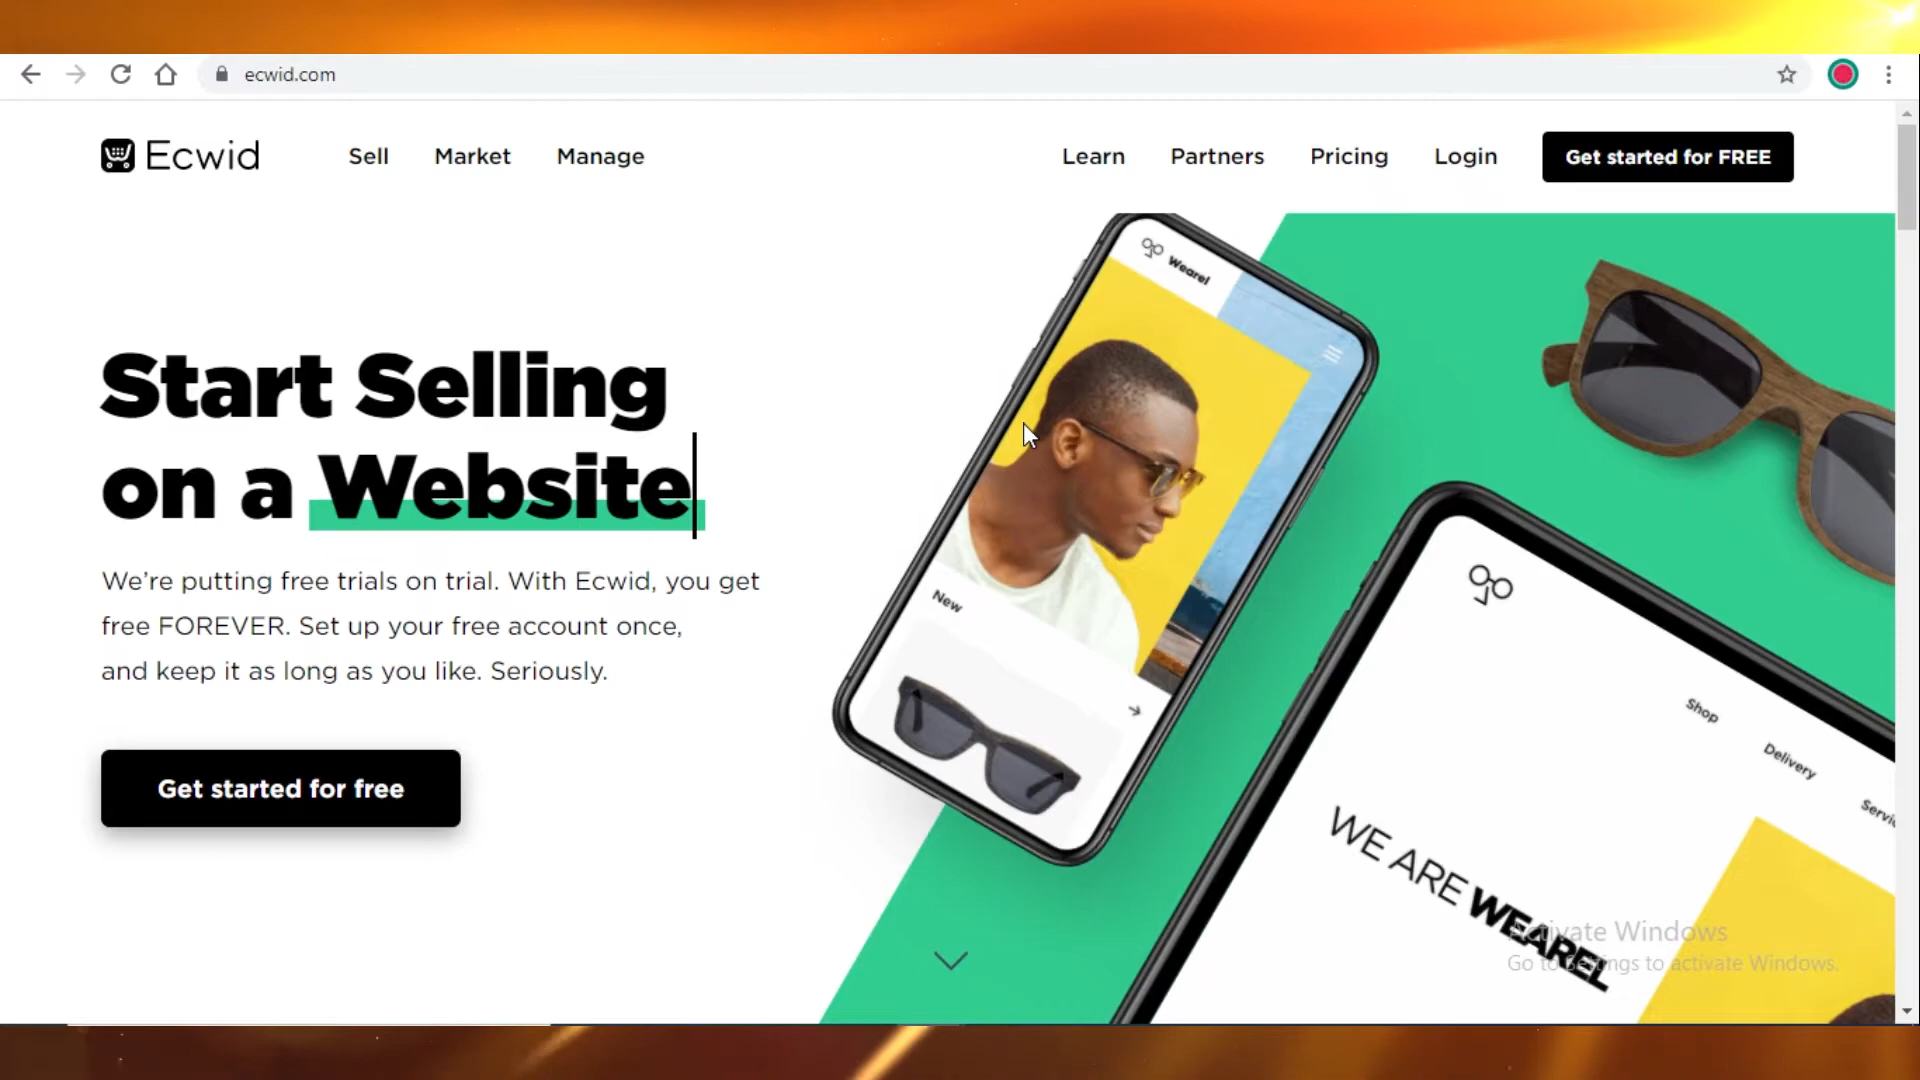 ecwid.com
Ecwid Sell Market Manage Learn Partners Pricing Login Get started for FREE
Wearel
Start Selling
on a Website
We're putting free trials on trial. With Ecwid, you get
free FOREVER. Set up your free account once,
and keep it as long as you like. Seriously.
New
Get started for free
Shop
Delivery
WE ARE WEAREL
Activate Windows
Go to Settings to activate Windows.